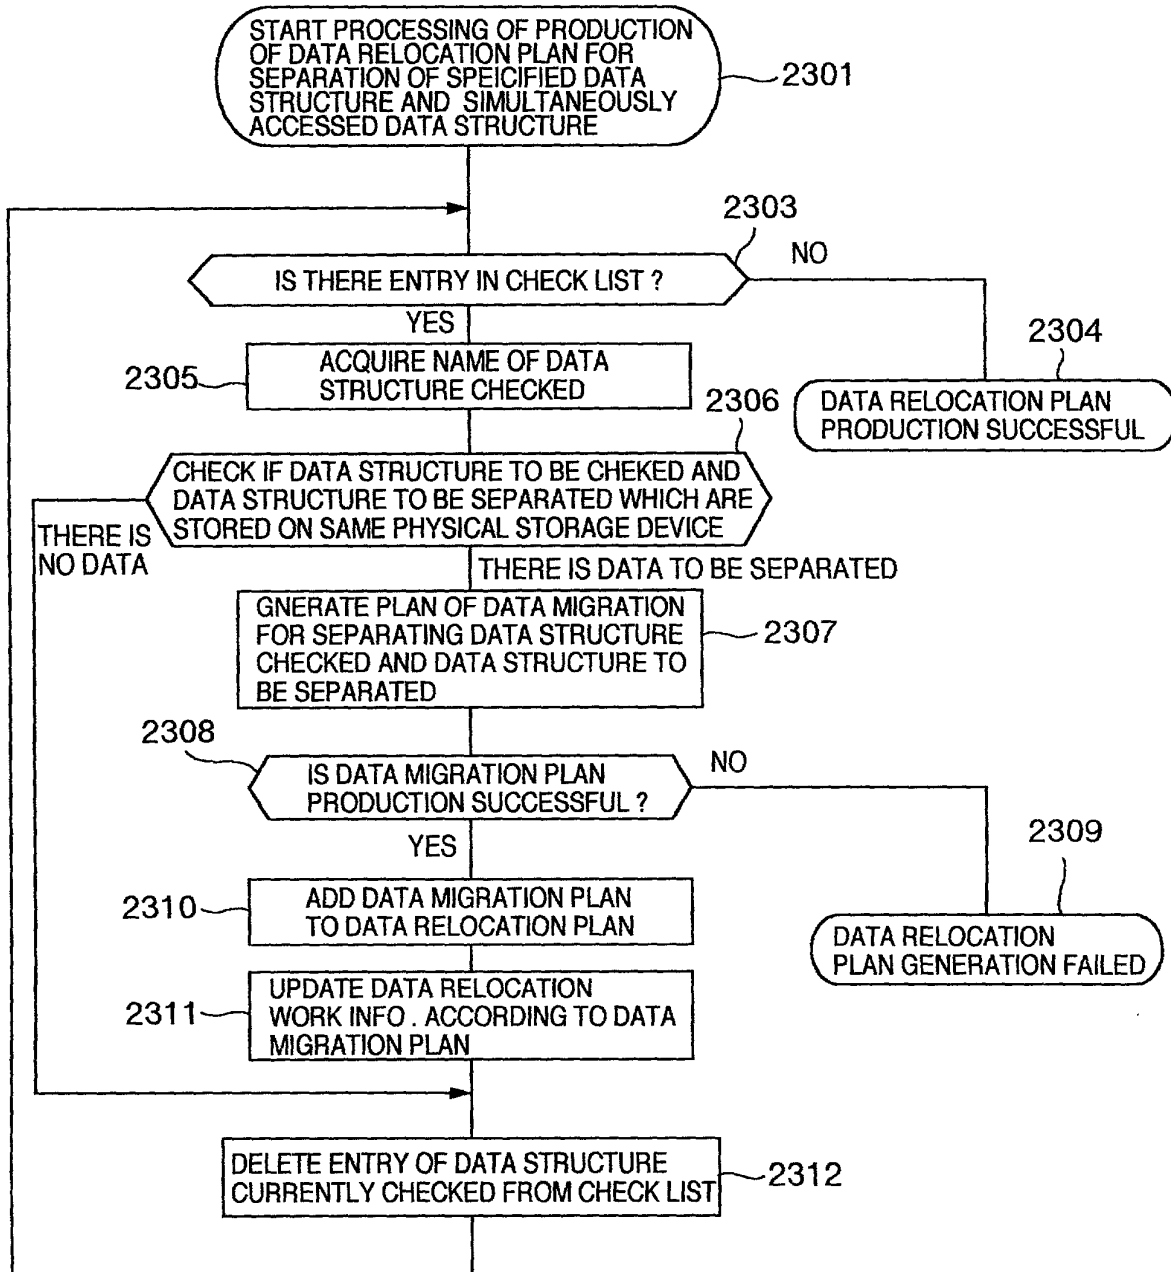 START PROCESSING OF PRODUCTION
OF DATA RELOCATION PLAN FOR
SEPARATION OF SPEICIFIED DATA
STRUCTURE AND SIMULTANEOUSLY
ACCESSED DATA STRUCTURE
2301
2303
NO
IS THERE ENTRY IN CHECK LIST ?
YES
2304
2305
ACQUIRE NAME OF DATA
STRUCTURE CHECKED
2306
DATA RELOCATION PLAN
PRODUCTION SUCCESSFUL
CHECK IF DATA STRUCTURE TO BE CHEKED AND
DATA STRUCTURE TO BE SEPARATED WHICH ARE
STORED ON SAME PHYSICAL STORAGE DEVICE
THERE IS
NO DATA
THERE IS DATA TO BE SEPARATED
GNERATE PLAN OF DATA MIGRATION
FOR SEPARATING DATA STRUCTURE
CHECKED AND DATA STRUCTURE TO
BE SEPARATED
2307
2308
NO
IS DATA MIGRATION PLAN
PRODUCTION SUCCESSFUL ?
YES
2309
2310
ADD DATA MIGRATION PLAN
TO DATA RELOCATION PLAN
DATA RELOCATION
PLAN GENERATION FAILED
2311
UPDATE DATA RELOCATION
WORK INFO . ACCORDING TO DATA
MIGRATION PLAN
DELETE ENTRY OF DATA STRUCTURE
CURRENTLY CHECKED FROM CHECK LIST
2312